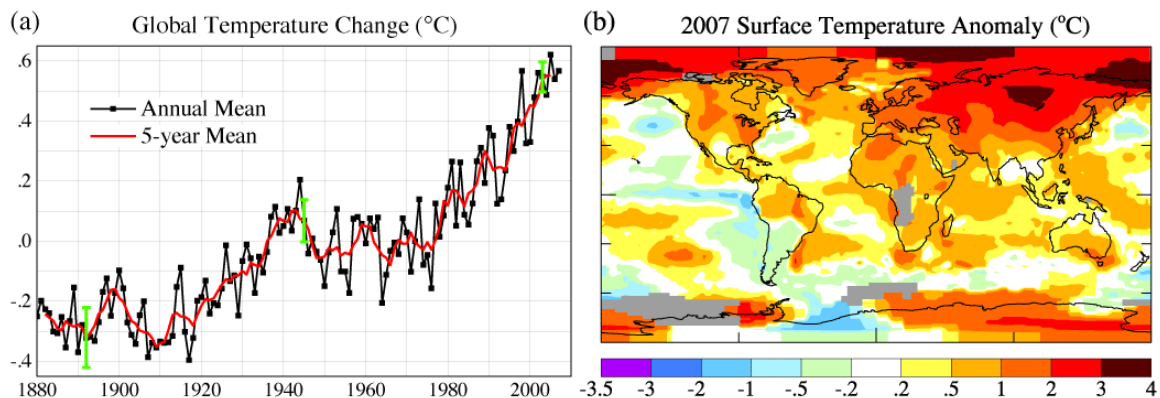 (a) Global Temperature Change (°C)
.6
.4
.2
.0
-.2
-.4
Annual Mean
5-year Mean
1880 1900 1920 1940 1960 1980 2000
(b) 2007 Surface Temperature Anomaly (°C)
-3.5 -3 -2 -1 -.5 -.2 .2 .5 1 2 3 4